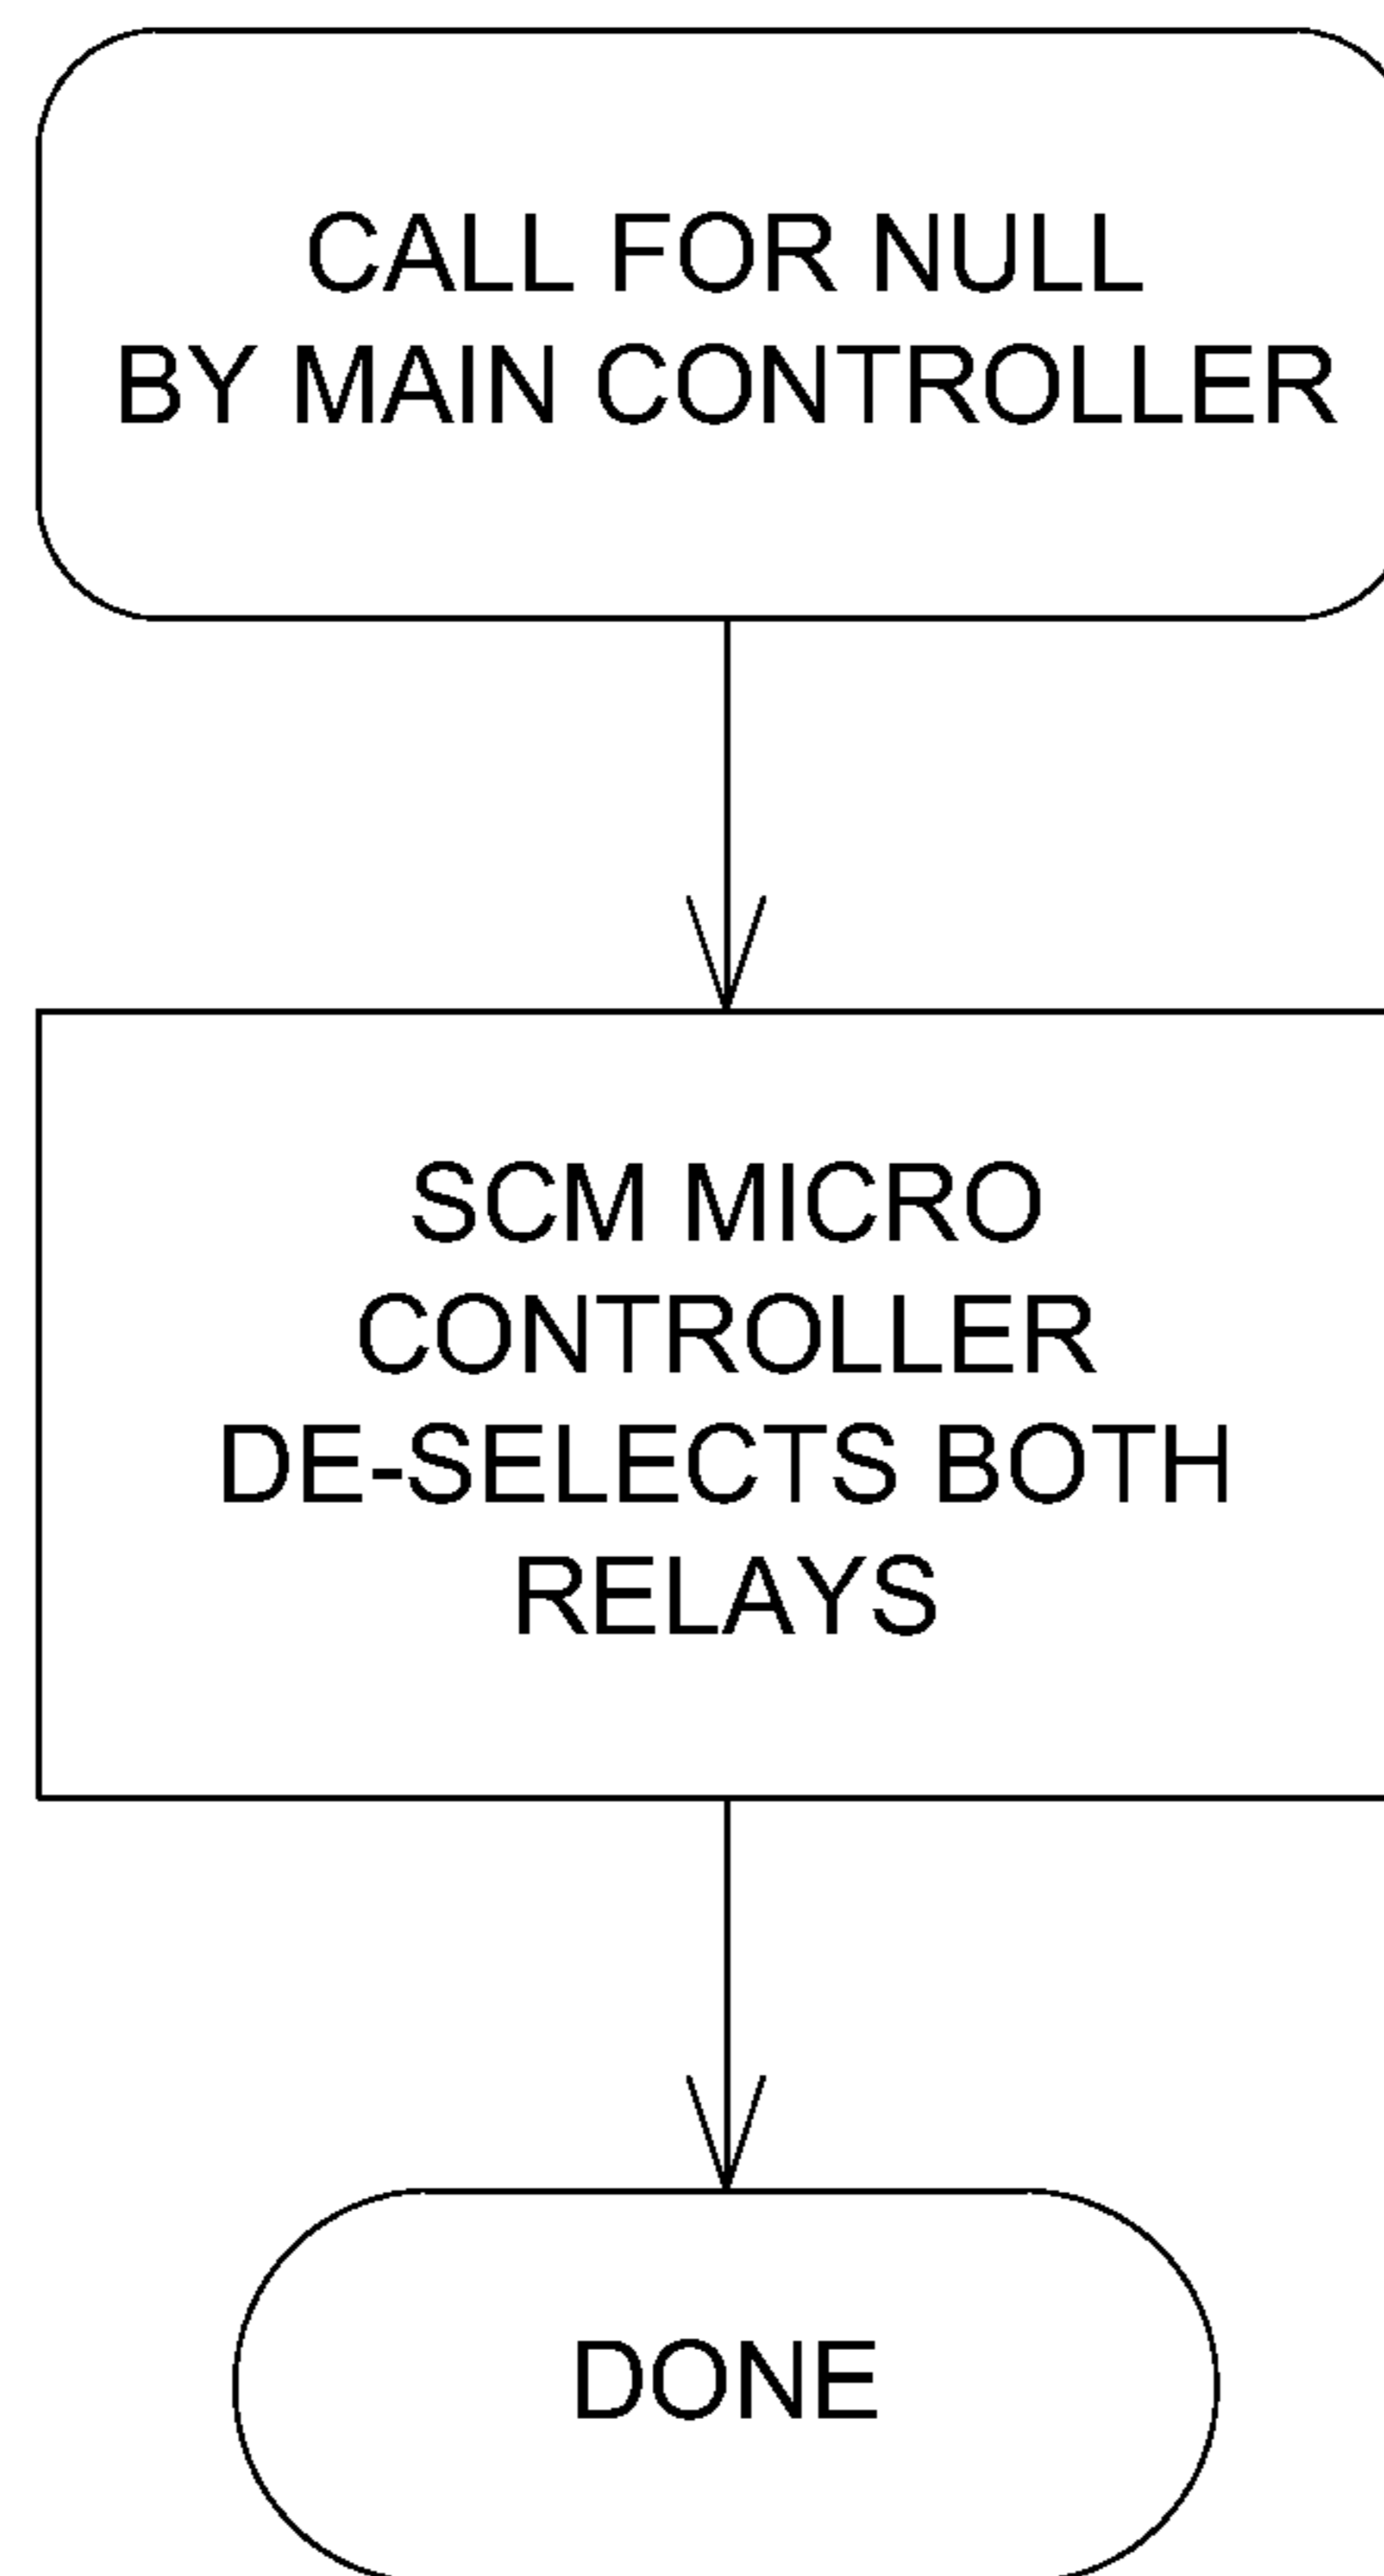 CALL FOR NULL
BY MAIN CONTROLLER
SCM MICRO
CONTROLLER
DE-SELECTS BOTH
RELAYS
DONE